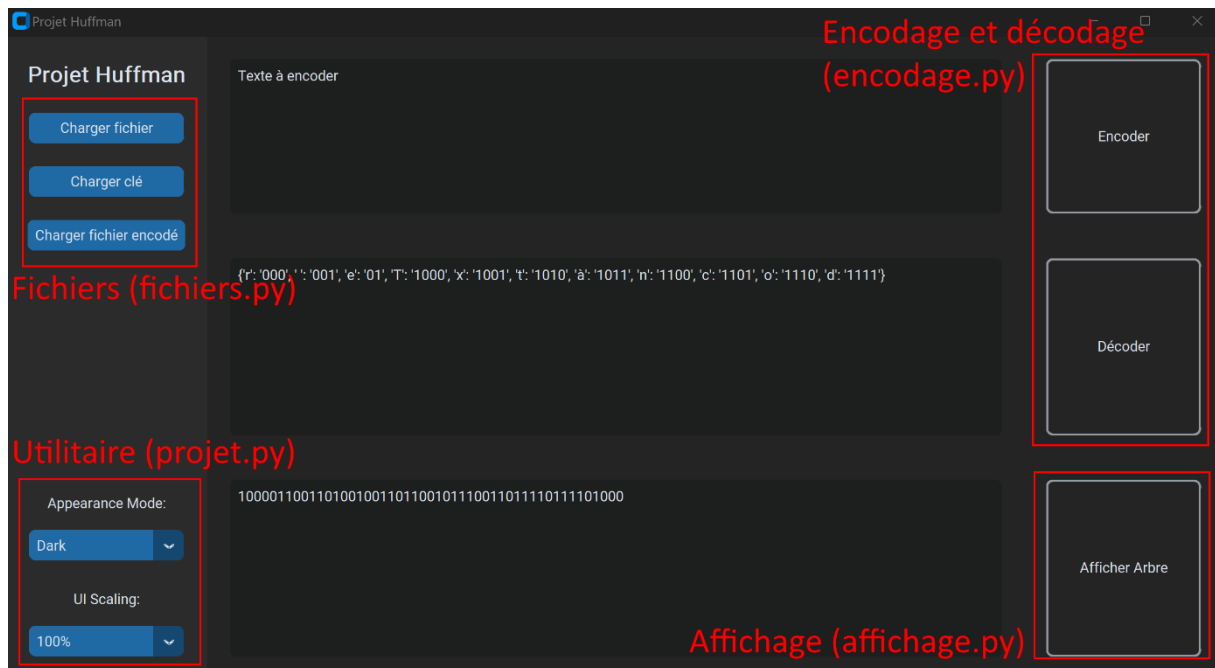 Projet Huffman
Encodage et décodage
(encodage.py)
Projet Huffman
Texte à encoder
Charger fichier
Encoder
Charger clé
Charger fichier encodé
{'r': '000', ' ': '001', 'e': '01', 'T': '1000', 'x': '1001', 't': '1010', 'à': '1011', 'n': '1100', 'c': '1101', 'o': '1110', 'd': '1111'}
Fichiers (fichiers.py)
Décoder
Utilitaire (projet.py)
Appearance Mode:
1000011001101001001101100101110011011110111101000
Dark
Afficher Arbre
UI Scaling:
100%
Affichage (affichage.py)